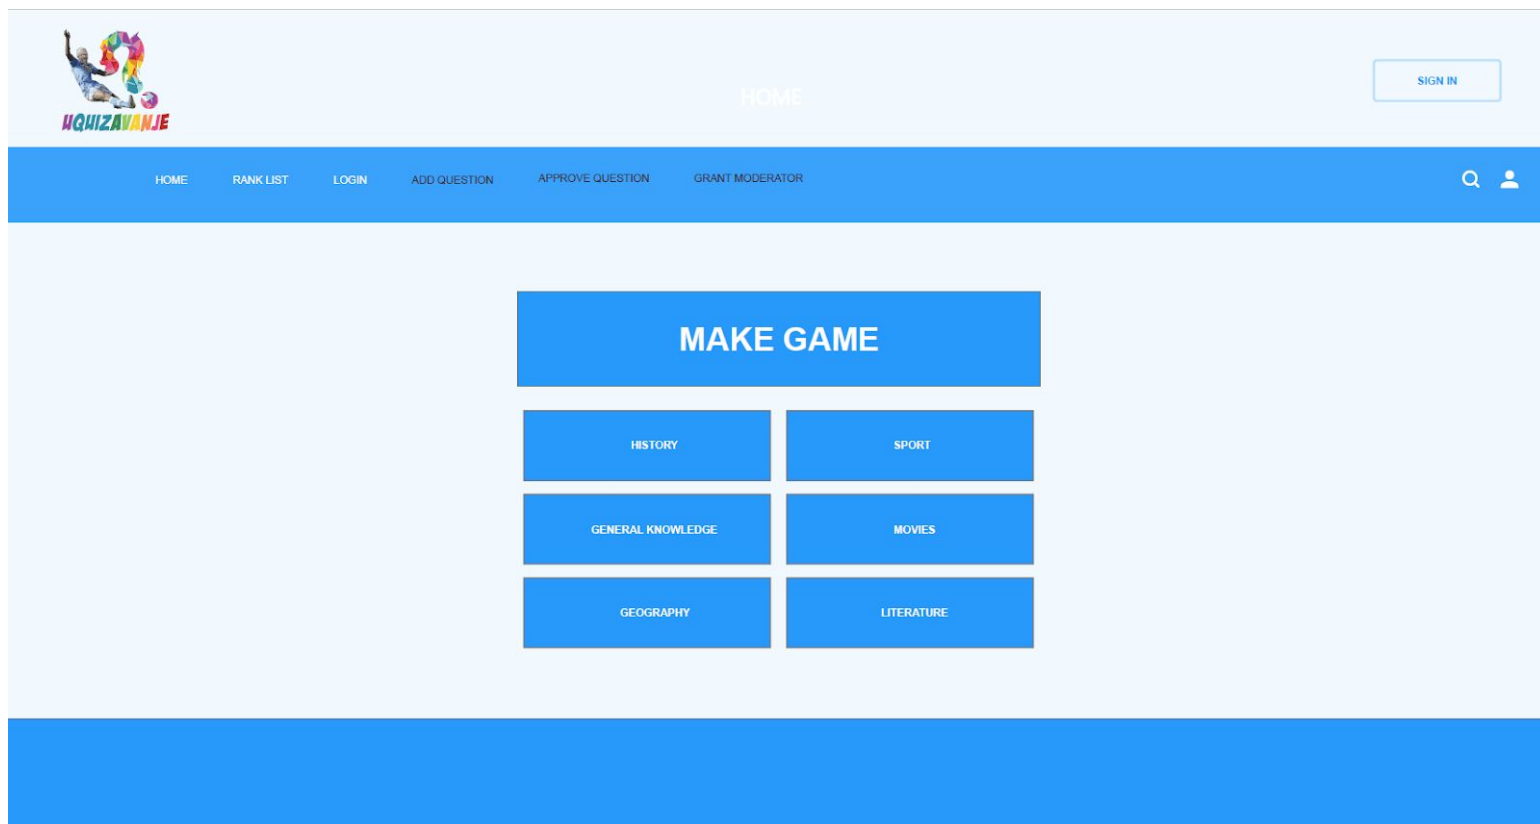 UQUIZAVANJE
HOME
SIGN IN
HOME RANK LIST LOGIN ADD QUESTION APPROVE QUESTION GRANT MODERATOR
MAKE GAME
HISTORY SPORT
GENERAL KNOWLEDGE MOVIES
GEOGRAPHY LITERATURE